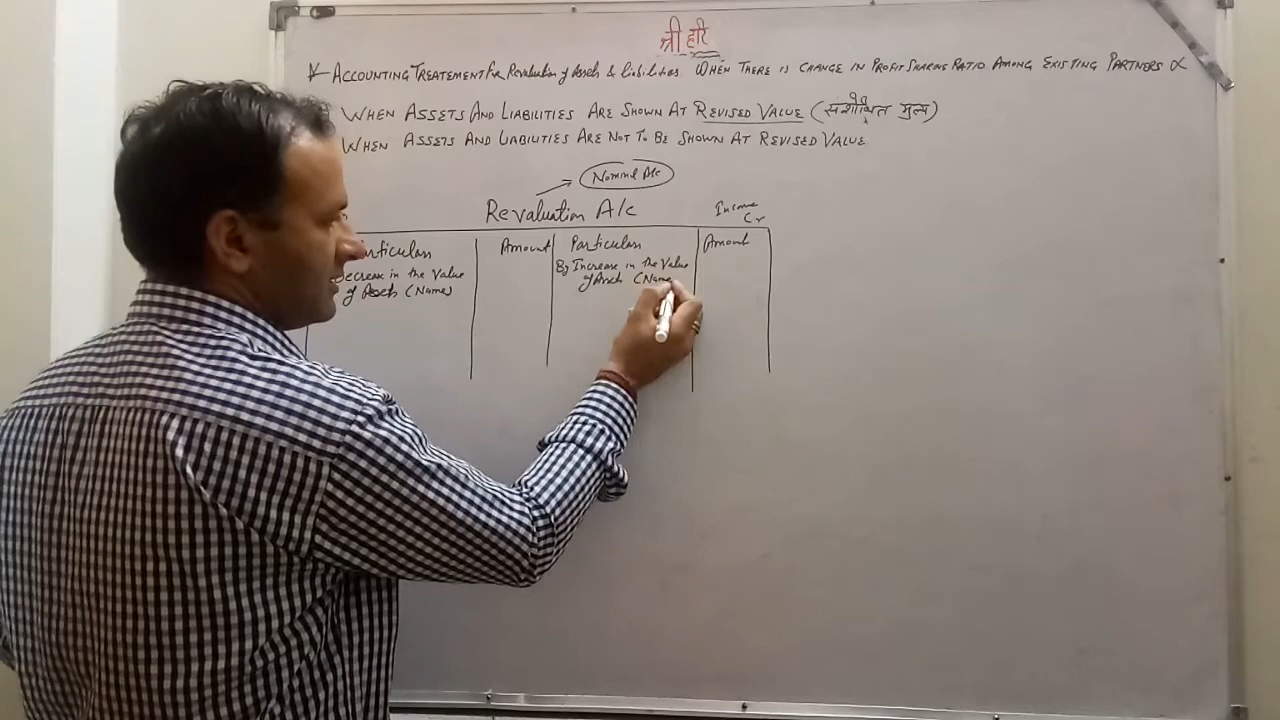 श्री हरि
ACCOUNTING TREATEMENT for Revaluation of Assets & Liabilities. WHEN THERE IS CHANGE IN PROFIT SHARING RATIO AMONG EXISTING PARTNERS
WHEN ASSETS AND LIABILITIES ARE SHOWN AT REVISED VALUE (संशोधित मुल्य)
WHEN ASSETS AND LIABILITIES ARE NOT TO BE SHOWN AT REVISED VALUE
Nominal A/c
Revaluation A/c
Income
Cr
Particulars Amount Particulars Amount
Decrease in the Value By Increase in the Value
of Assets (Name) of Assets (Name